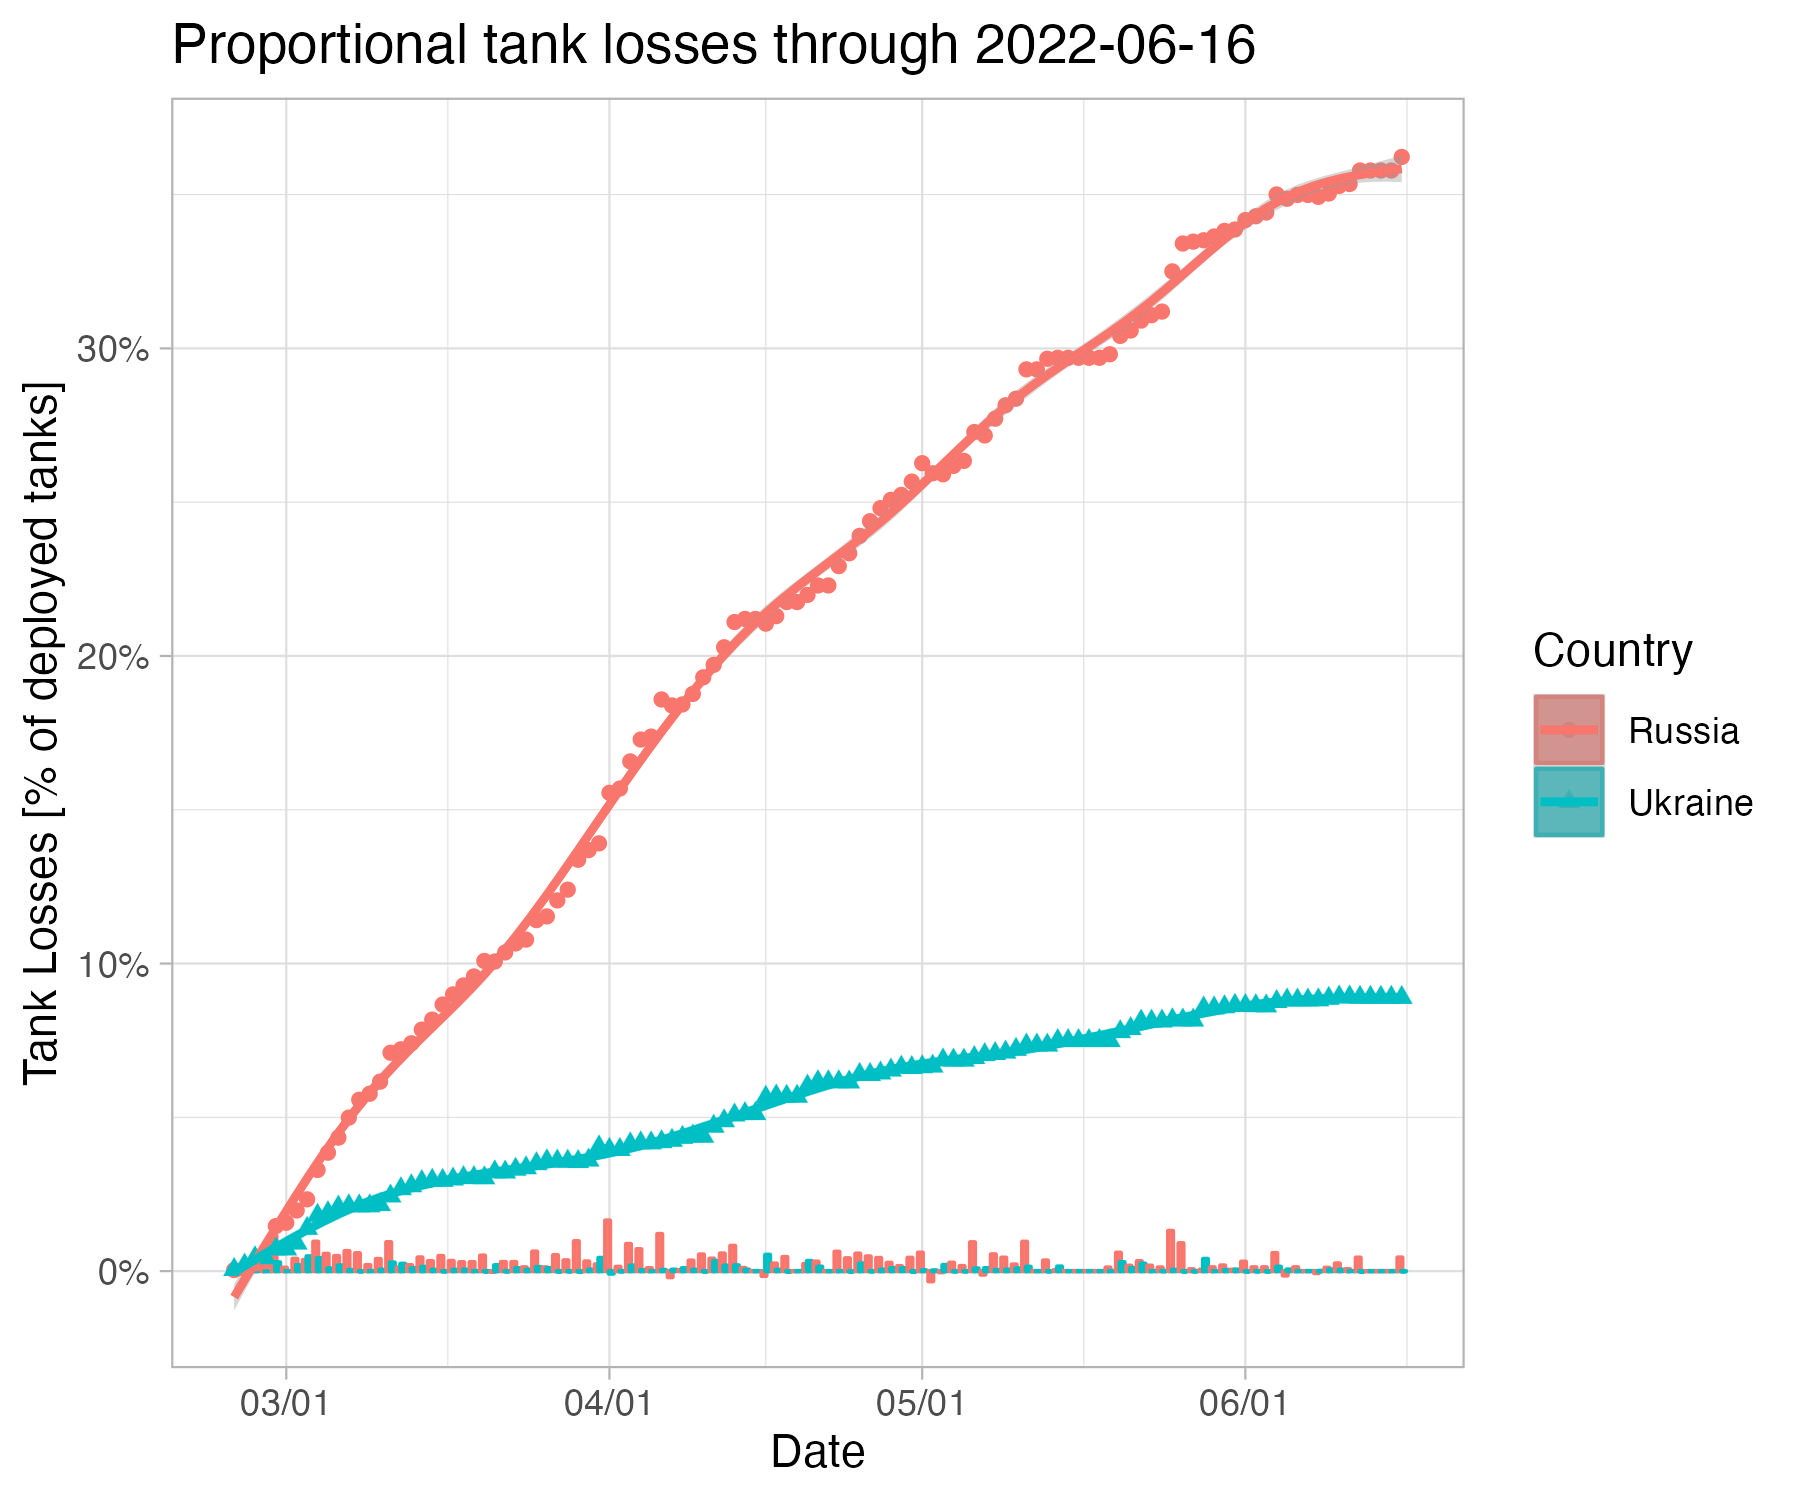 Proportional tank losses through 2022-06-16
Tank Losses [% of deployed tanks]
30%
20%
10%
0%
03/01
04/01
05/01
06/01
Date
Country
Russia
Ukraine